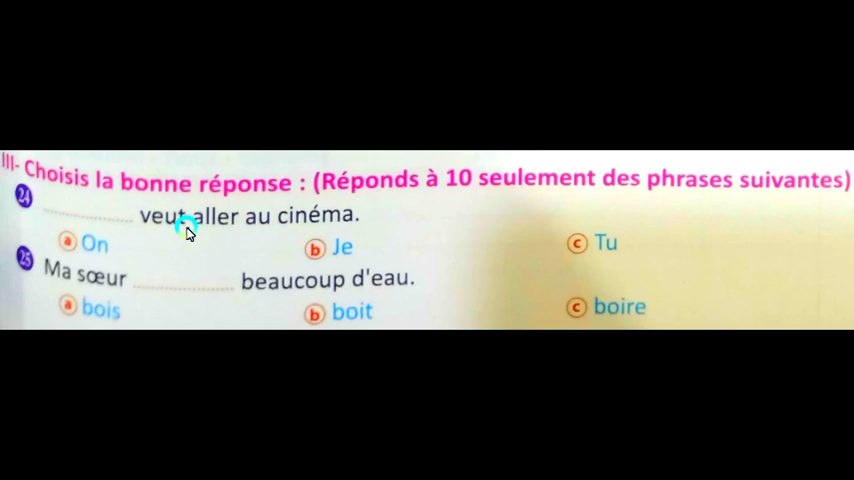 III- Choisis la bonne réponse : (Réponds à 10 seulement des phrases suivantes)
24 .................. veut aller au cinéma.
a On b Je c Tu
25 Ma sœur .................. beaucoup d'eau.
a bois b boit c boire